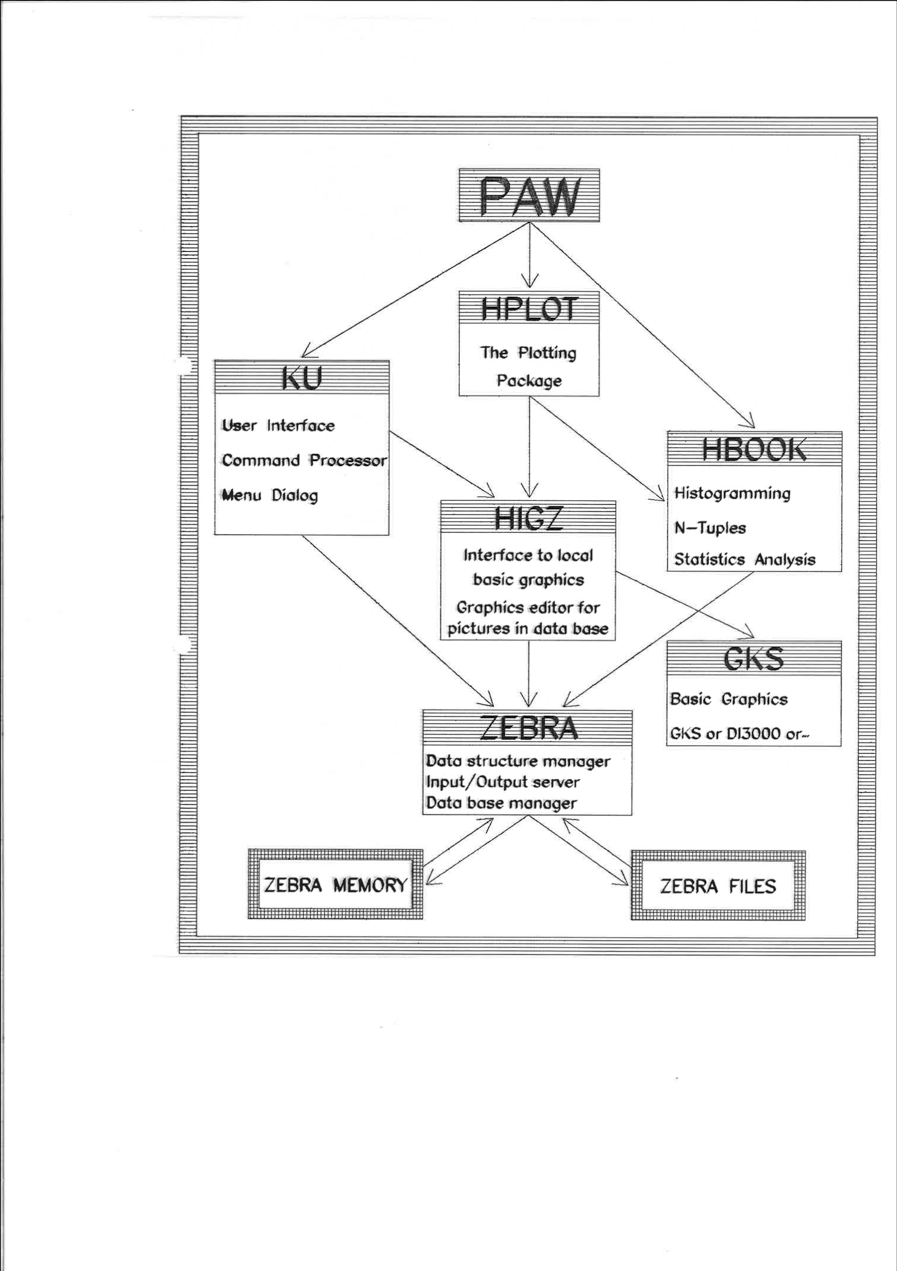 PAW
HPLOT
The Plotting
Package
KU
User Interface
Command Processor
Menu Dialog
HBOOK
Histogramming
N-Tuples
Statistics Analysis
HIGZ
Interface to local
basic graphics
Graphics editor for
pictures in data base
GKS
Basic Graphics
GKS or DI3000 or--
ZEBRA
Data structure manager
Input/Output server
Data base manager
ZEBRA MEMORY
ZEBRA FILES